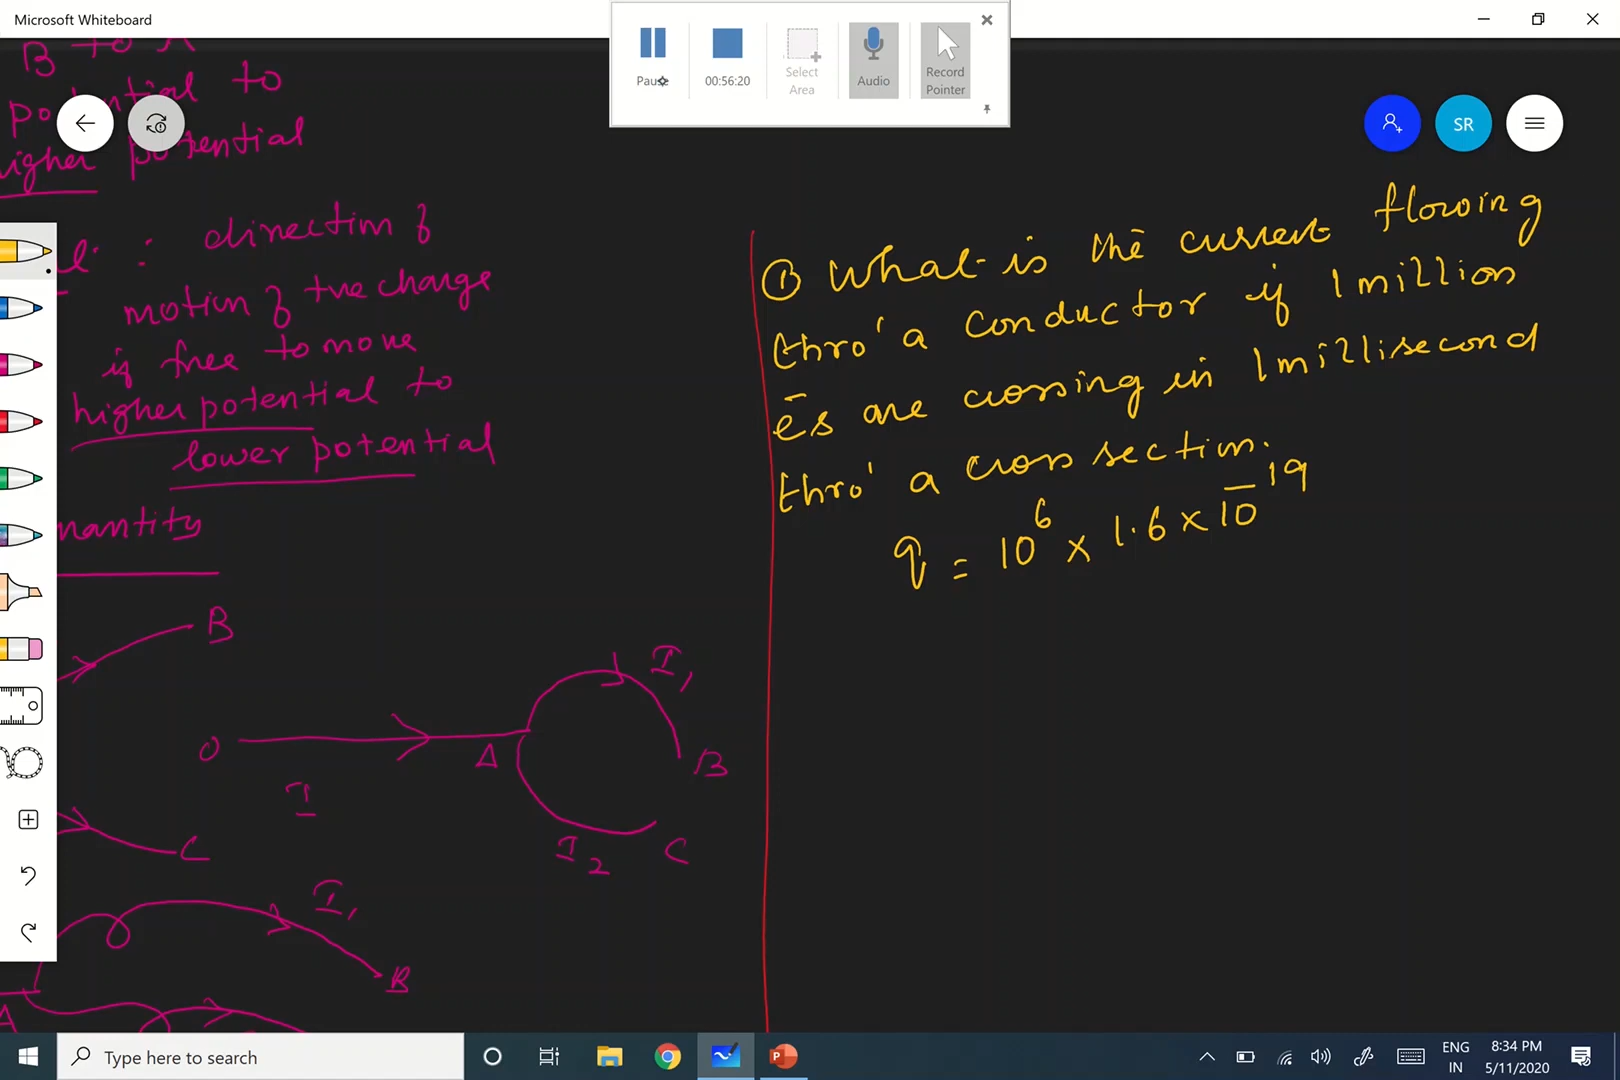 Microsoft Whiteboard
Pause
00:56:20
Select
Area
Audio
Record
Pointer
SR
B to A
potential to
higher potential
direction of
motion of +ve charge
is free to move
higher potential to
lower potential
B
O
I
A
I1
B
I2
C
C
I1
B
A
① What is the current flowing
thro' a conductor if 1 million
ēs are crossing in 1 millisecond
thro' a cross section.
q = 10^6 × 1.6 × 10^-19
Type here to search
ENG
IN
8:34 PM
5/11/2020